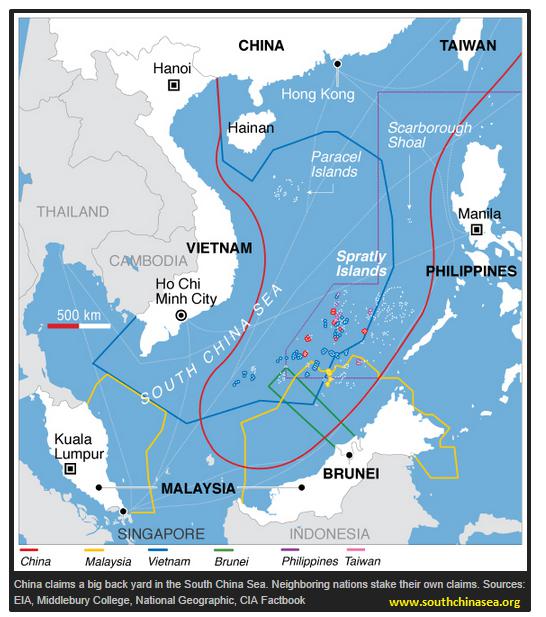 CHINA
TAIWAN
Hanoi
Hong Kong
Hainan
Scarborough
Shoal
Paracel
Islands
THAILAND
Manila
VIETNAM
CAMBODIA
Spratly
Islands
PHILIPPINES
Ho Chi
Minh City
500 km
SOUTH CHINA SEA
Kuala
Lumpur
BRUNEI
MALAYSIA
SINGAPORE
INDONESIA
China
Malaysia
Vietnam
Brunei
Philippines
Taiwan
China claims a big back yard in the South China Sea. Neighboring nations stake their own claims. Sources:
EIA, Middlebury College, National Geographic, CIA Factbook
www.southchinasea.org